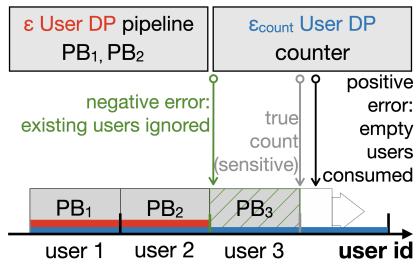 ε User DP pipeline
PB₁, PB₂
εcount User DP
counter
negative error:
existing users ignored
true
count
(sensitive)
positive
error:
empty
users
consumed
PB₁
PB₂
PB₃
user 1
user 2
user 3
user id